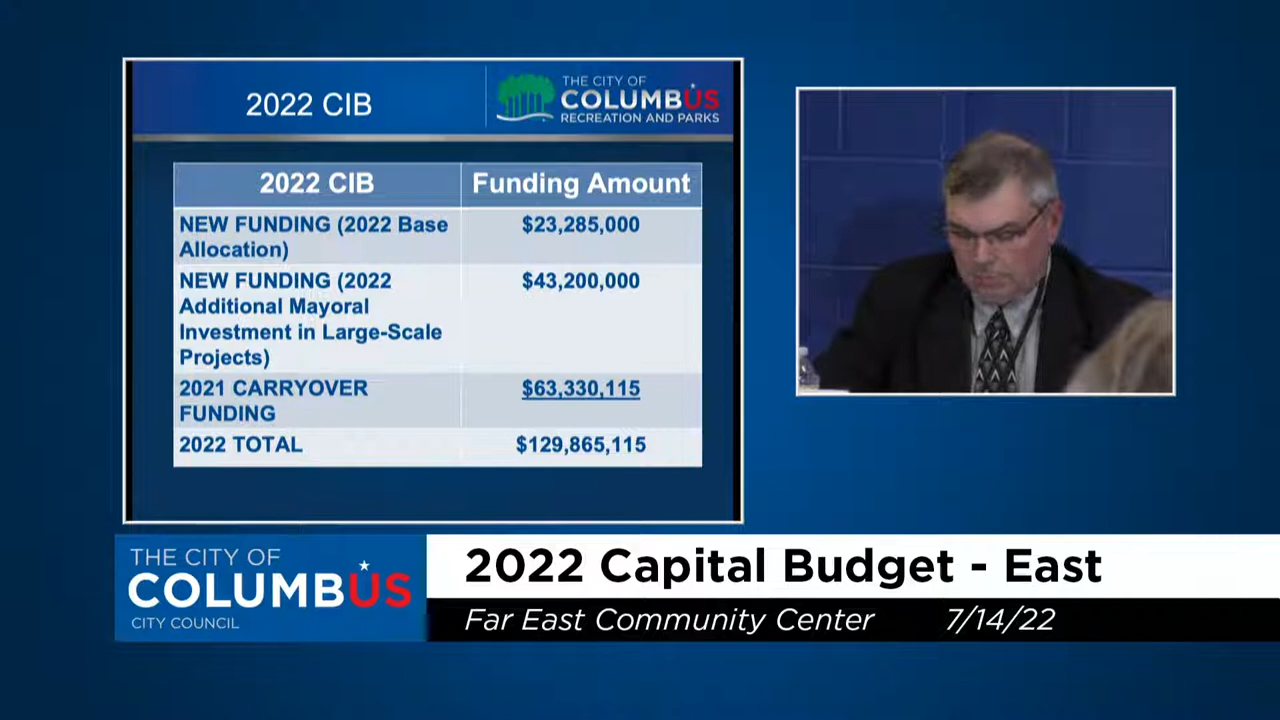 2022 CIB
THE CITY OF
COLUMBUS
RECREATION AND PARKS
2022 CIB Funding Amount
NEW FUNDING (2022 Base $23,285,000
Allocation)
NEW FUNDING (2022 $43,200,000
Additional Mayoral
Investment in Large-Scale
Projects)
2021 CARRYOVER $63,330,115
FUNDING
2022 TOTAL $129,865,115
THE CITY OF
COLUMBUS
CITY COUNCIL
2022 Capital Budget - East
Far East Community Center 7/14/22